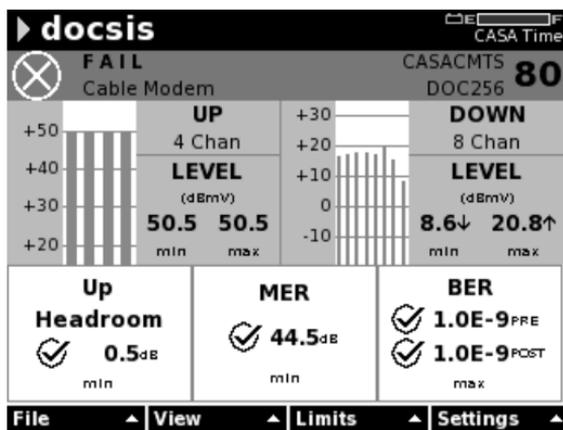 docsis
E F
CASA Time
FAIL
Cable Modem
CASACMTS
DOC256
80
UP
4 Chan
LEVEL
(dBmV)
50.5 50.5
min max
+50
+40
+30
+20
DOWN
8 Chan
LEVEL
(dBmV)
8.6↓ 20.8↑
min max
+30
+20
+10
0
-10
Up
Headroom
0.5dB
min
MER
44.5dB
min
BER
1.0E-9PRE
1.0E-9POST
max
File View Limits Settings